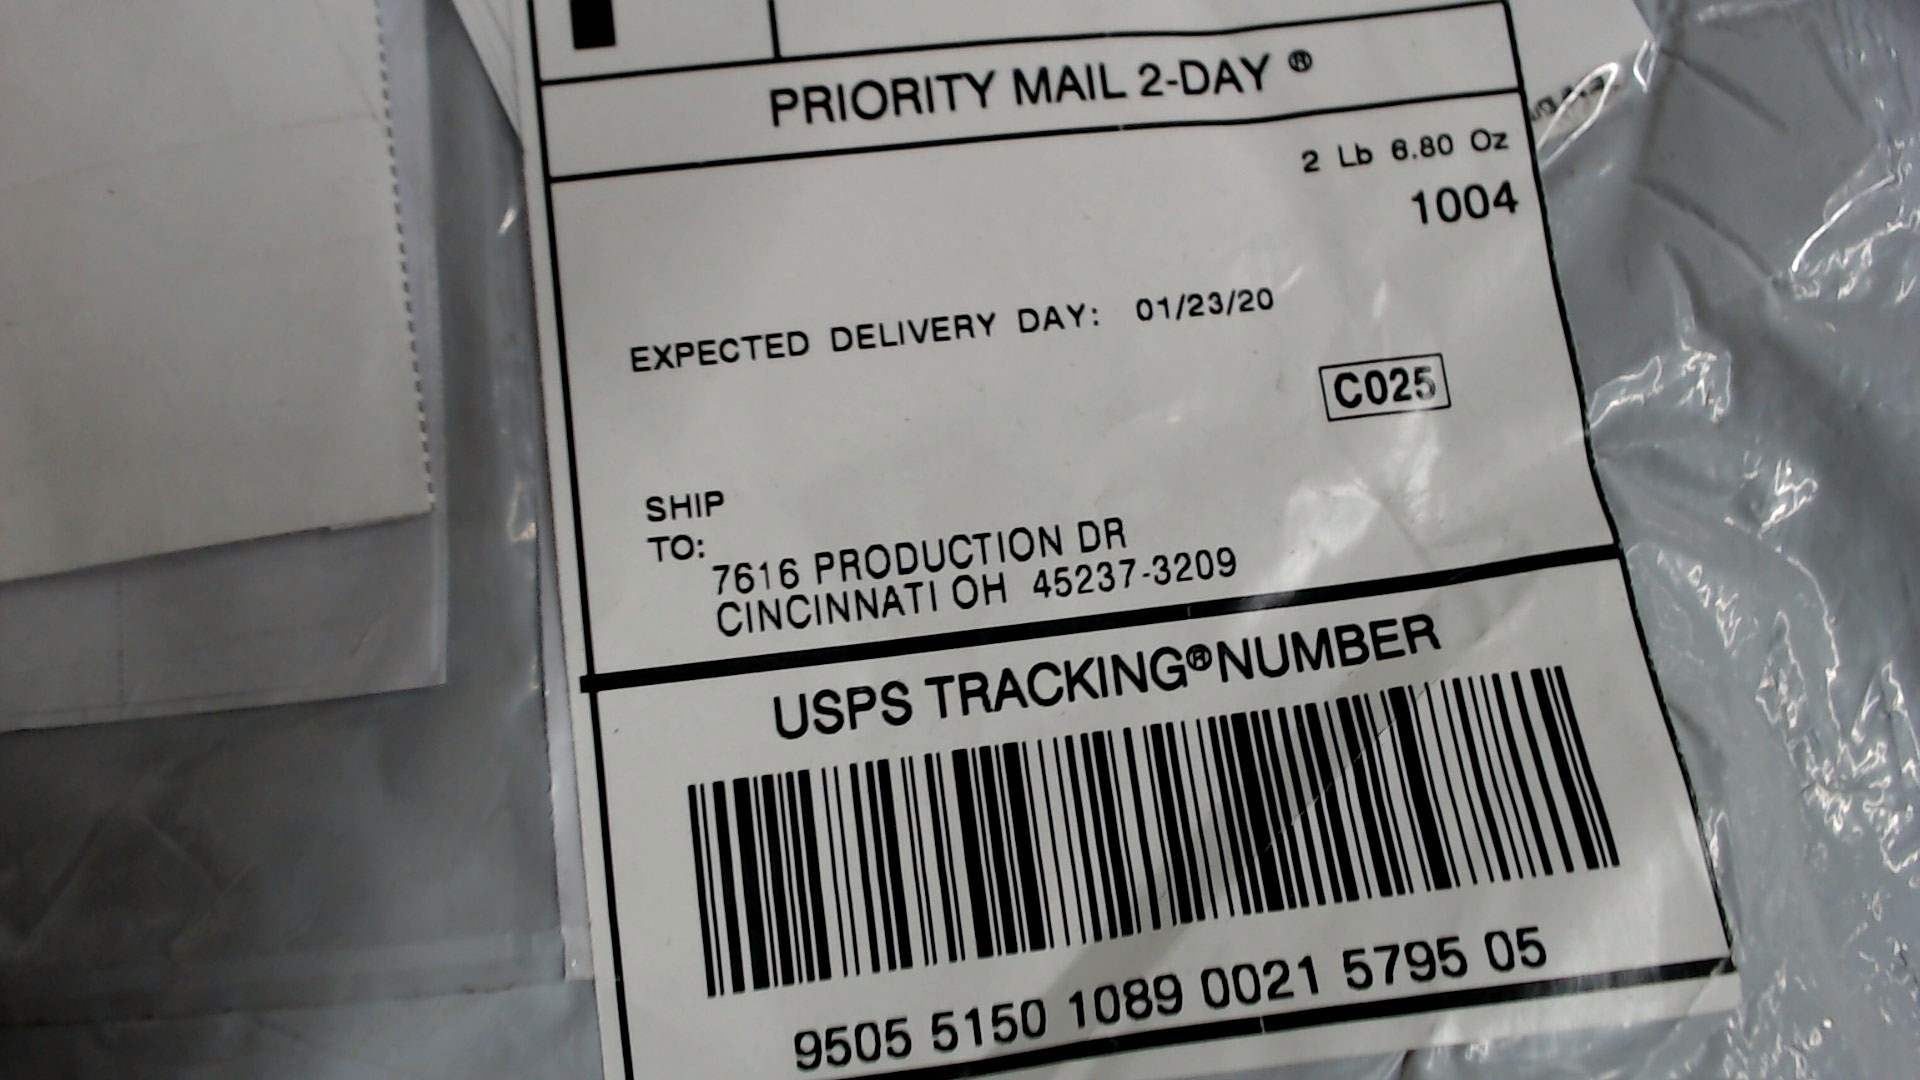 PRIORITY MAIL 2-DAY ®
2 Lb 6.80 Oz
1004
EXPECTED DELIVERY DAY: 01/23/20
C025
SHIP
TO:
7616 PRODUCTION DR
CINCINNATI OH 45237-3209
USPS TRACKING® NUMBER
9505 5150 1089 0021 5795 05